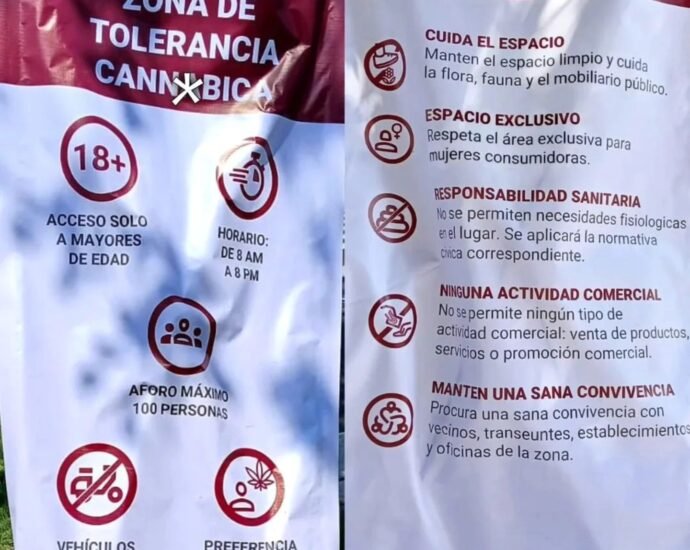 ZONA DE
TOLERANCIA
CANN*BICA
18+
ACCESO SOLO
A MAYORES
DE EDAD
HORARIO:
DE 8 AM
A 8 PM
AFORO MÁXIMO
100 PERSONAS
VEHÍCULOS
PREFERENCIA
CUIDA EL ESPACIO
Manten el espacio limpio y cuida
la flora, fauna y el mobiliario público.
ESPACIO EXCLUSIVO
Respeta el área exclusiva para
mujeres consumidoras.
RESPONSABILIDAD SANITARIA
No se permiten necesidades fisiologicas
en el lugar. Se aplicará la normativa
cívica correspondiente.
NINGUNA ACTIVIDAD COMERCIAL
No se permite ningún tipo de
actividad comercial: venta de productos,
servicios o promoción comercial.
MANTEN UNA SANA CONVIVENCIA
Procura una sana convivencia con
vecinos, transeuntes, establecimientos
y oficinas de la zona.